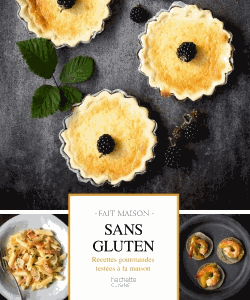 - FAIT MAISON -
SANS
GLUTEN
Recettes gourmandes
testées à la maison
hachette
CUISINE